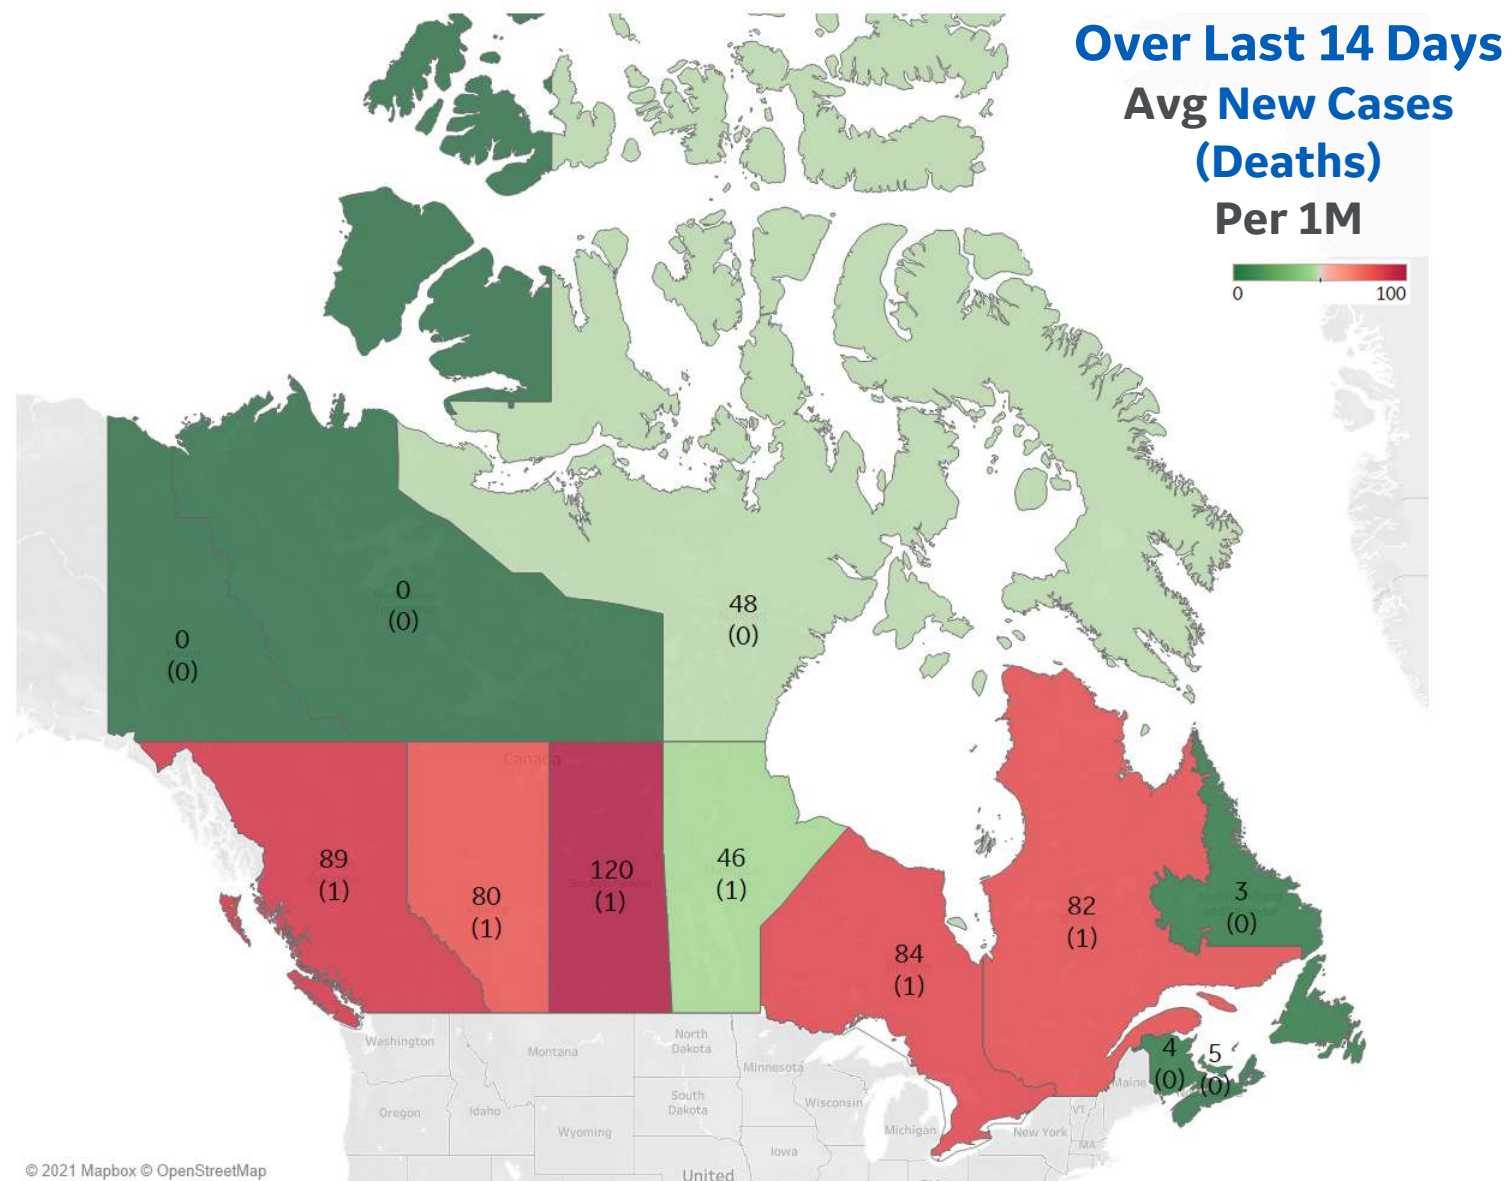 Over Last 14 Days
Avg New Cases
(Deaths)
Per 1M
0
100
0
(0)
48
(0)
0
(0)
Canada
89
(1)
120
(1)
46
(1)
80
(1)
82
(1)
3
(0)
84
(1)
4
(0)
5
(0)
Washington
Montana
North
Dakota
Minnesota
Maine
Oregon
Idaho
South
Dakota
Wisconsin
VT
Wyoming
Michigan
New York
MA
Iowa
United
© 2021 Mapbox © OpenStreetMap